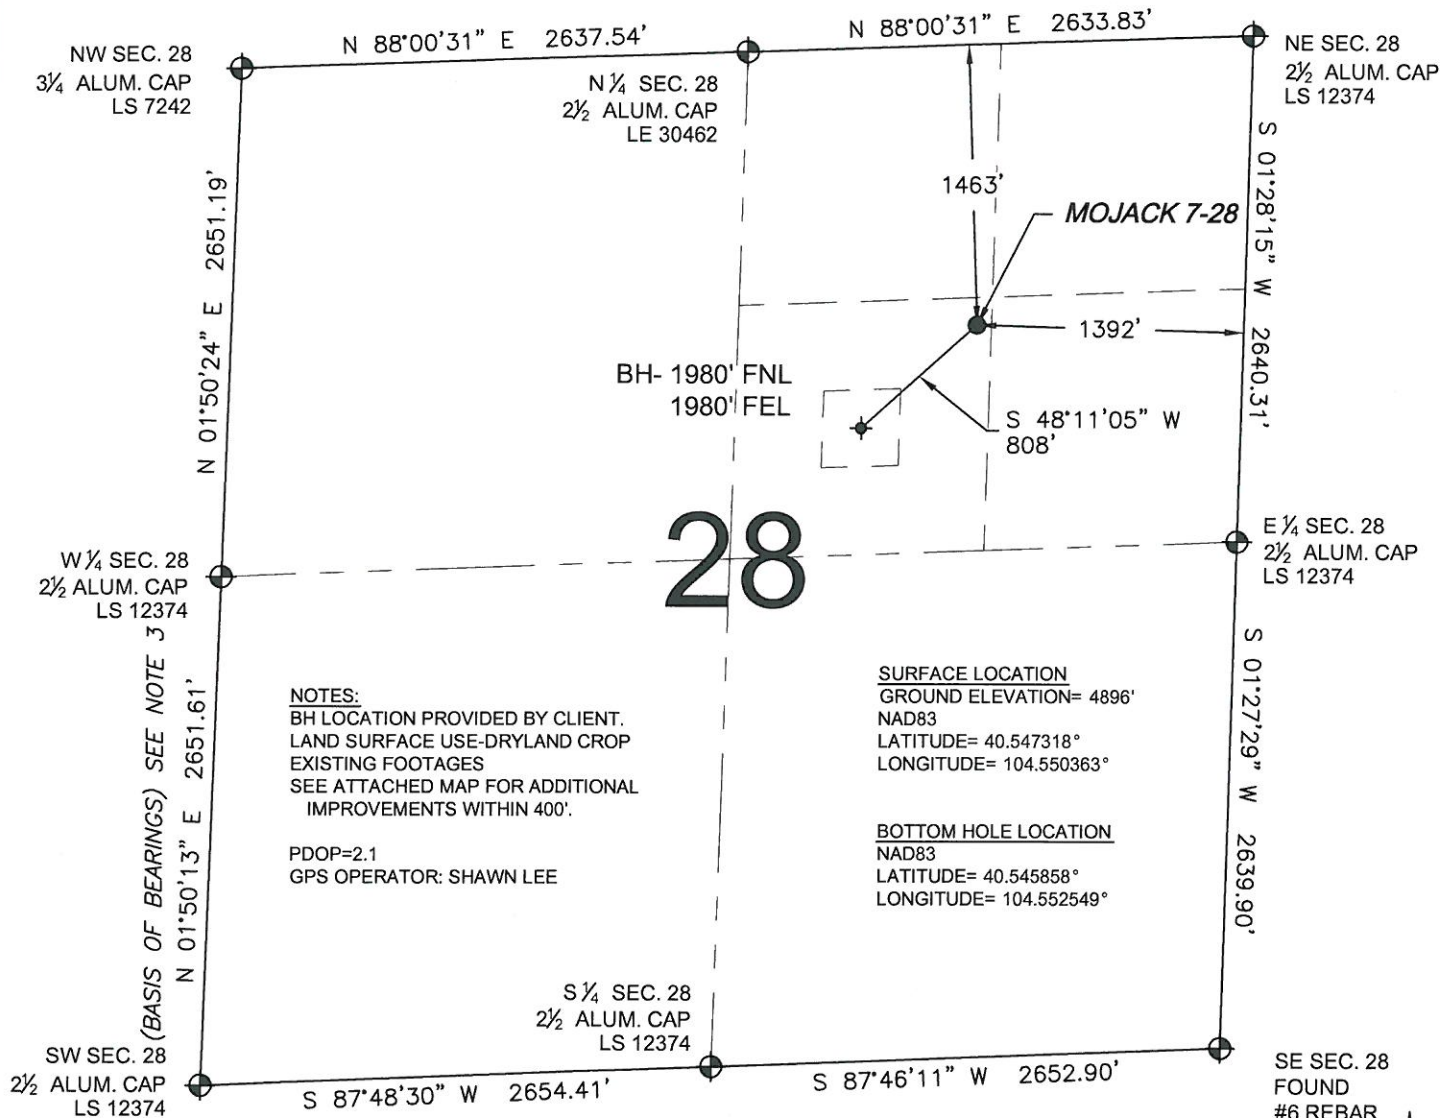 N 88°00'31" E 2637.54'
N 88°00'31" E 2633.83'
NW SEC. 28
3¼ ALUM. CAP
LS 7242
N ¼ SEC. 28
2½ ALUM. CAP
LE 30462
NE SEC. 28
2½ ALUM. CAP
LS 12374
N 01°50'24" E 2651.19'
S 01°28'15" W 2640.31'
1463'
MOJACK 7-28
1392'
BH- 1980' FNL
1980' FEL
S 48°11'05" W
808'
28
W ¼ SEC. 28
2½ ALUM. CAP
LS 12374
E ¼ SEC. 28
2½ ALUM. CAP
LS 12374
(BASIS OF BEARINGS) SEE NOTE 3
N 01°50'13" E 2651.61'
NOTES:
BH LOCATION PROVIDED BY CLIENT.
LAND SURFACE USE-DRYLAND CROP
EXISTING FOOTAGES
SEE ATTACHED MAP FOR ADDITIONAL
IMPROVEMENTS WITHIN 400'.
PDOP=2.1
GPS OPERATOR: SHAWN LEE
SURFACE LOCATION
GROUND ELEVATION= 4896'
NAD83
LATITUDE= 40.547318°
LONGITUDE= 104.550363°
BOTTOM HOLE LOCATION
NAD83
LATITUDE= 40.545858°
LONGITUDE= 104.552549°
S 01°27'29" W 2639.90'
S ¼ SEC. 28
2½ ALUM. CAP
LS 12374
SW SEC. 28
2½ ALUM. CAP
LS 12374
S 87°48'30" W 2654.41'
S 87°46'11" W 2652.90'
SE SEC. 28
FOUND
#6 REBAR